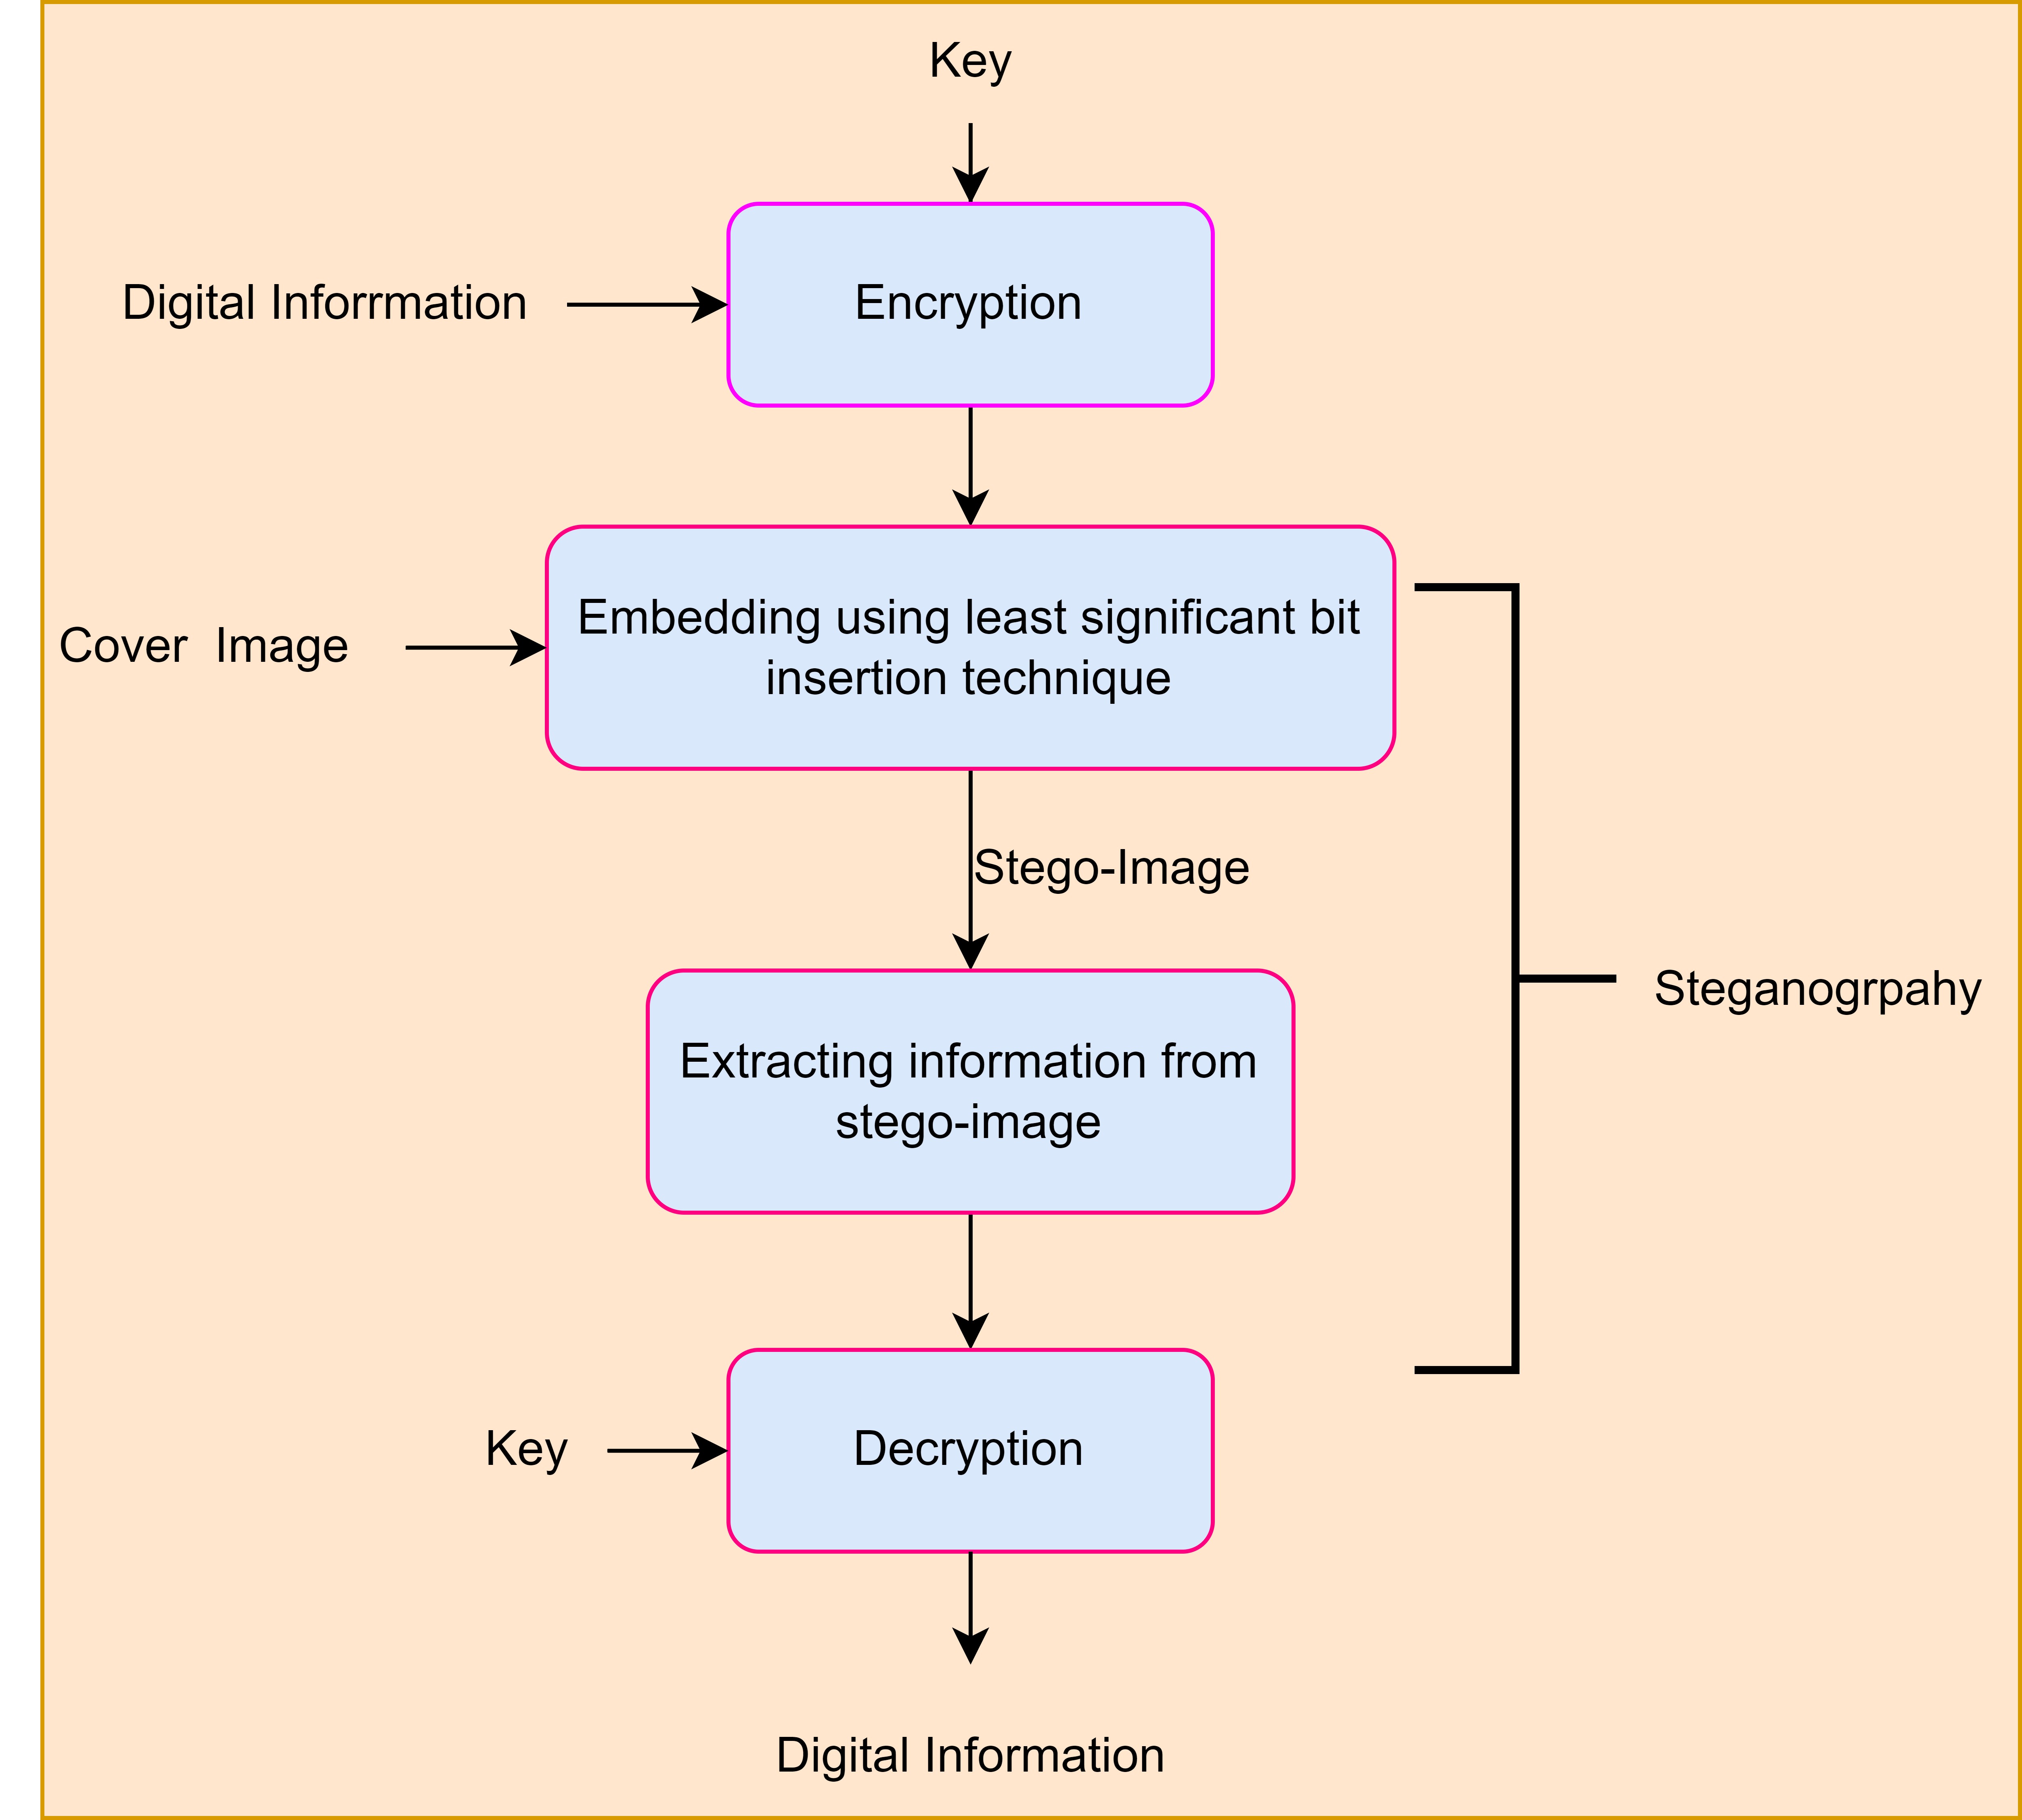 Key
Digital Inforrmation
Encryption
Cover  Image
Embedding using least significant bit
insertion technique
Stego-Image
Steganogrpahy
Extracting information from
stego-image
Key
Decryption
Digital Information